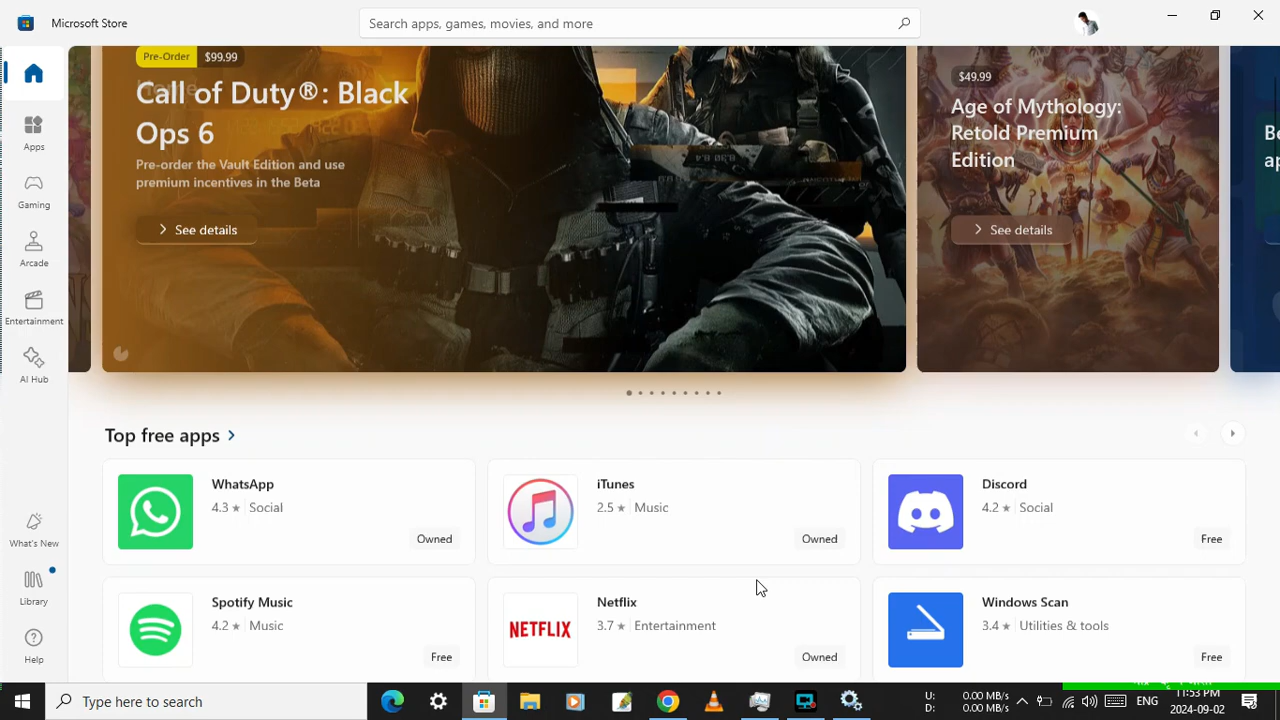 Microsoft Store
Search apps, games, movies, and more
Apps
Gaming
Arcade
Entertainment
AI Hub
What's New
Library
Help
Pre-Order $99.99
Call of Duty®: Black
Ops 6
Pre-order the Vault Edition and use
premium incentives in the Beta
See details
$49.99
Age of Mythology:
Retold Premium
Edition
See details
Top free apps
WhatsApp
4.3 ★ Social
Owned
iTunes
2.5 ★ Music
Owned
Discord
4.2 ★ Social
Free
Spotify Music
4.2 ★ Music
Free
NETFLIX
Netflix
3.7 ★ Entertainment
Owned
Windows Scan
3.4 ★ Utilities & tools
Free
Type here to search
U: 0.00 MB/s
D: 0.00 MB/s
ENG
11:53 PM
2024-09-02